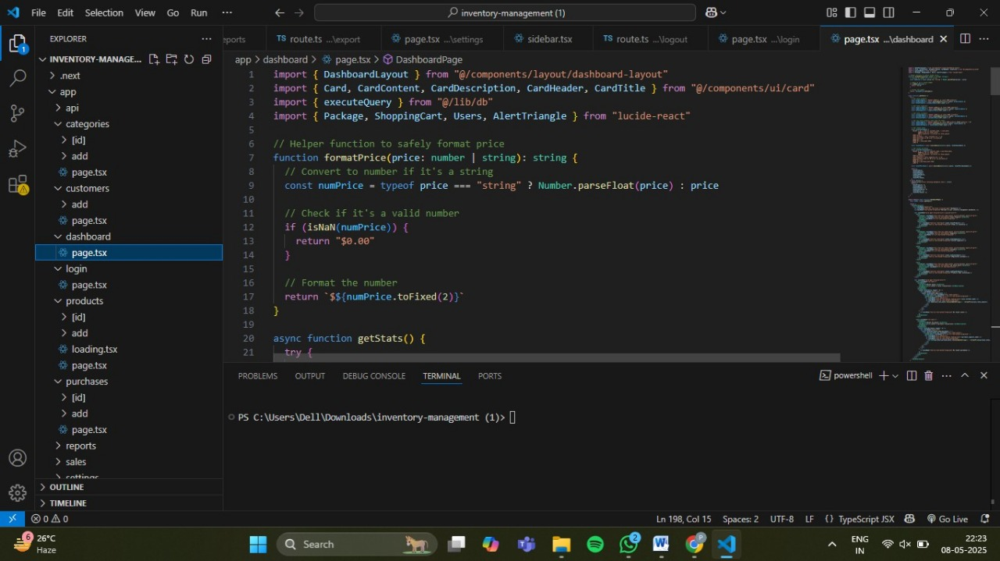 File Edit Selection View Go Run ··· inventory-management (1)
EXPLORER ···
eports
TS route.ts ...\export
page.tsx ...\settings
sidebar.tsx
TS route.ts ...\logout
page.tsx ...\login
page.tsx ...\dashboard
INVENTORY-MANAGE...
.next
app
api
categories
[id]
add
page.tsx
customers
add
page.tsx
dashboard
page.tsx
login
page.tsx
products
[id]
add
loading.tsx
page.tsx
purchases
[id]
add
page.tsx
reports
sales
settings
OUTLINE
TIMELINE
app > dashboard > page.tsx > DashboardPage
1 import { DashboardLayout } from "@/components/layout/dashboard-layout"
2 import { Card, CardContent, CardDescription, CardHeader, CardTitle } from "@/components/ui/card"
3 import { executeQuery } from "@/lib/db"
4 import { Package, ShoppingCart, Users, AlertTriangle } from "lucide-react"
5
6 // Helper function to safely format price
7 function formatPrice(price: number | string): string {
8 // Convert to number if it's a string
9 const numPrice = typeof price === "string" ? Number.parseFloat(price) : price
10
11 // Check if it's a valid number
12 if (isNaN(numPrice)) {
13 return "$0.00"
14 }
15
16 // Format the number
17 return `$${numPrice.toFixed(2)}`
18 }
19
20 async function getStats() {
21 try {
PROBLEMS OUTPUT DEBUG CONSOLE TERMINAL PORTS
powershell
PS C:\Users\Dell\Downloads\inventory-management (1)>
1
0 0
Ln 198, Col 15 Spaces: 2 UTF-8 LF {} TypeScript JSX Go Live
6
26°C
Haze
Search
2
P
ENG
IN
22:23
08-05-2025